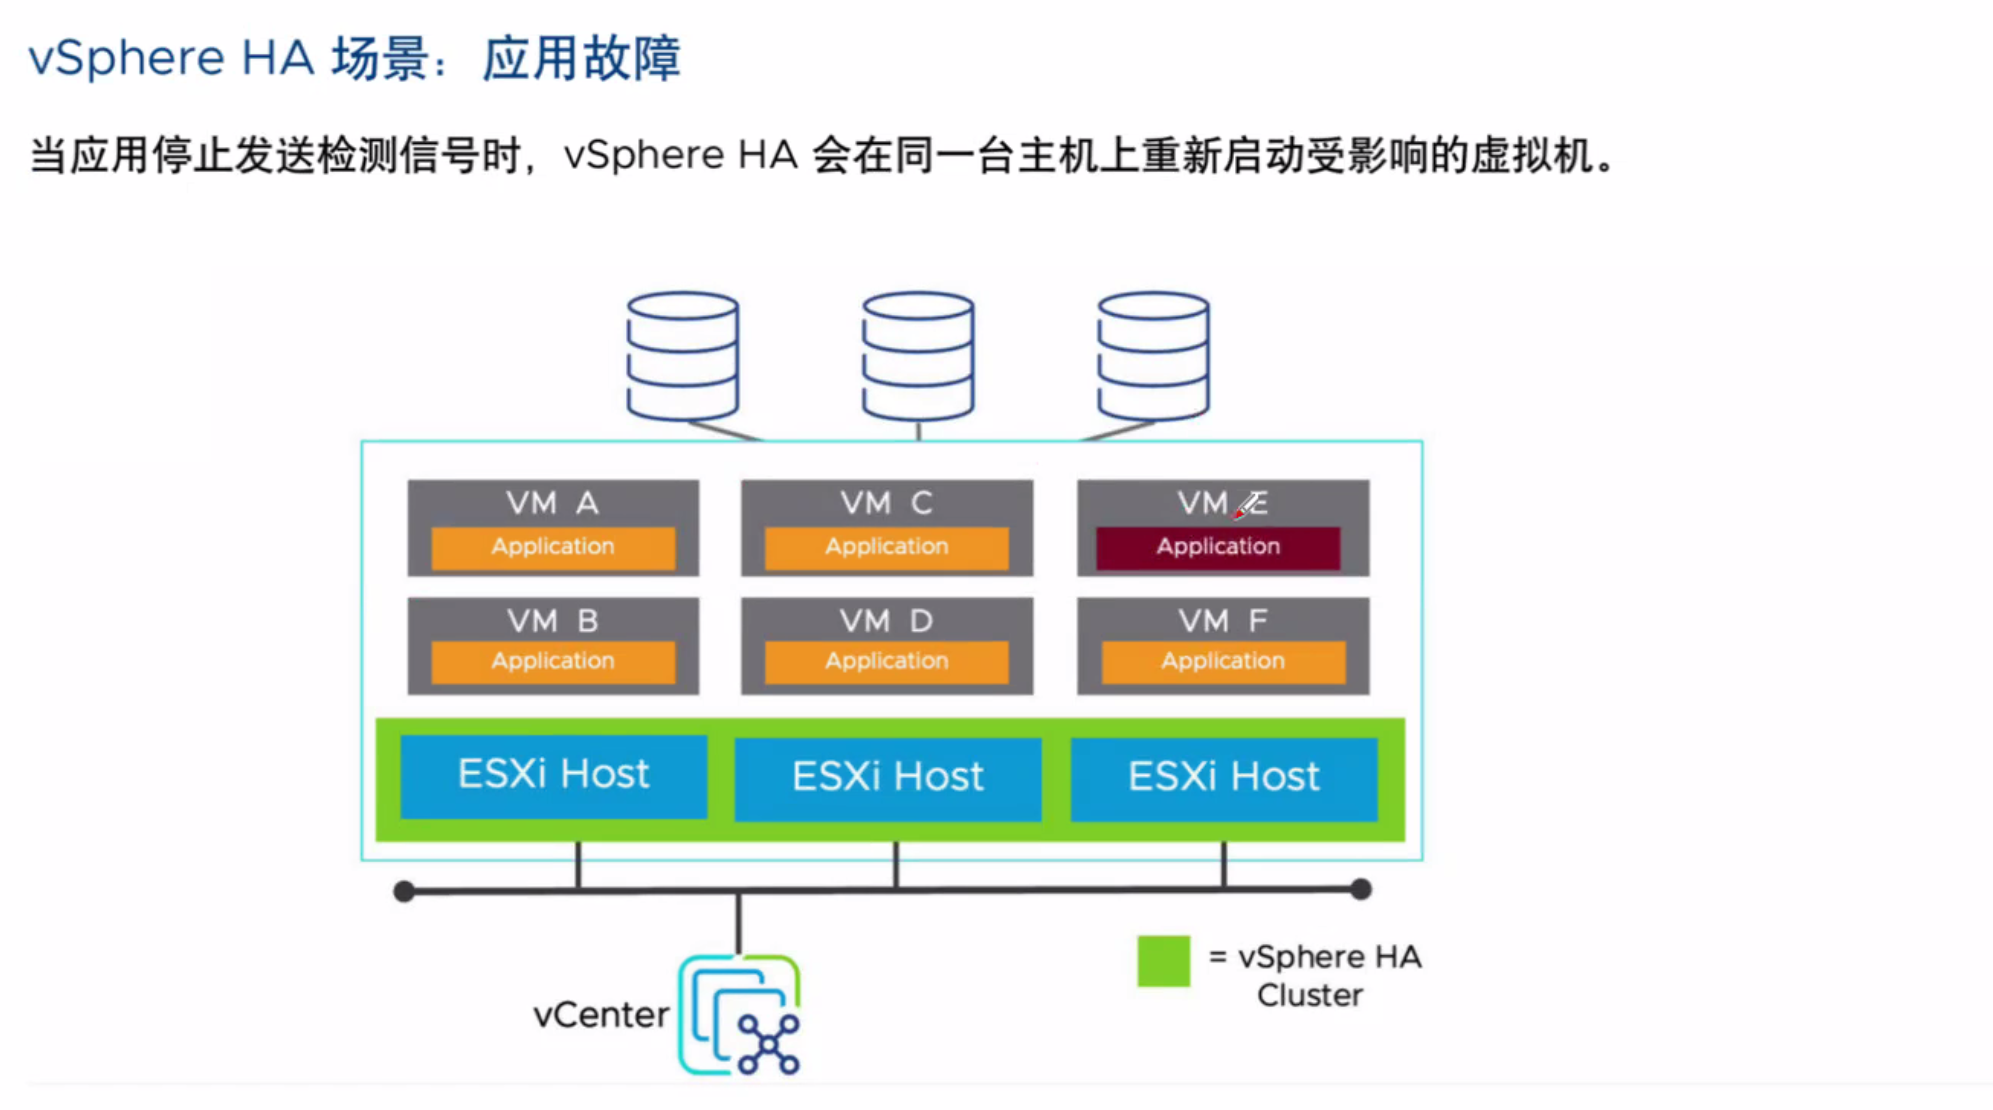 vSphere HA 场景：应用故障
当应用停止发送检测信号时，vSphere HA 会在同一台主机上重新启动受影响的虚拟机。
VM A
Application
VM C
Application
VM E
Application
VM B
Application
VM D
Application
VM F
Application
ESXi Host
ESXi Host
ESXi Host
vCenter
= vSphere HA
Cluster